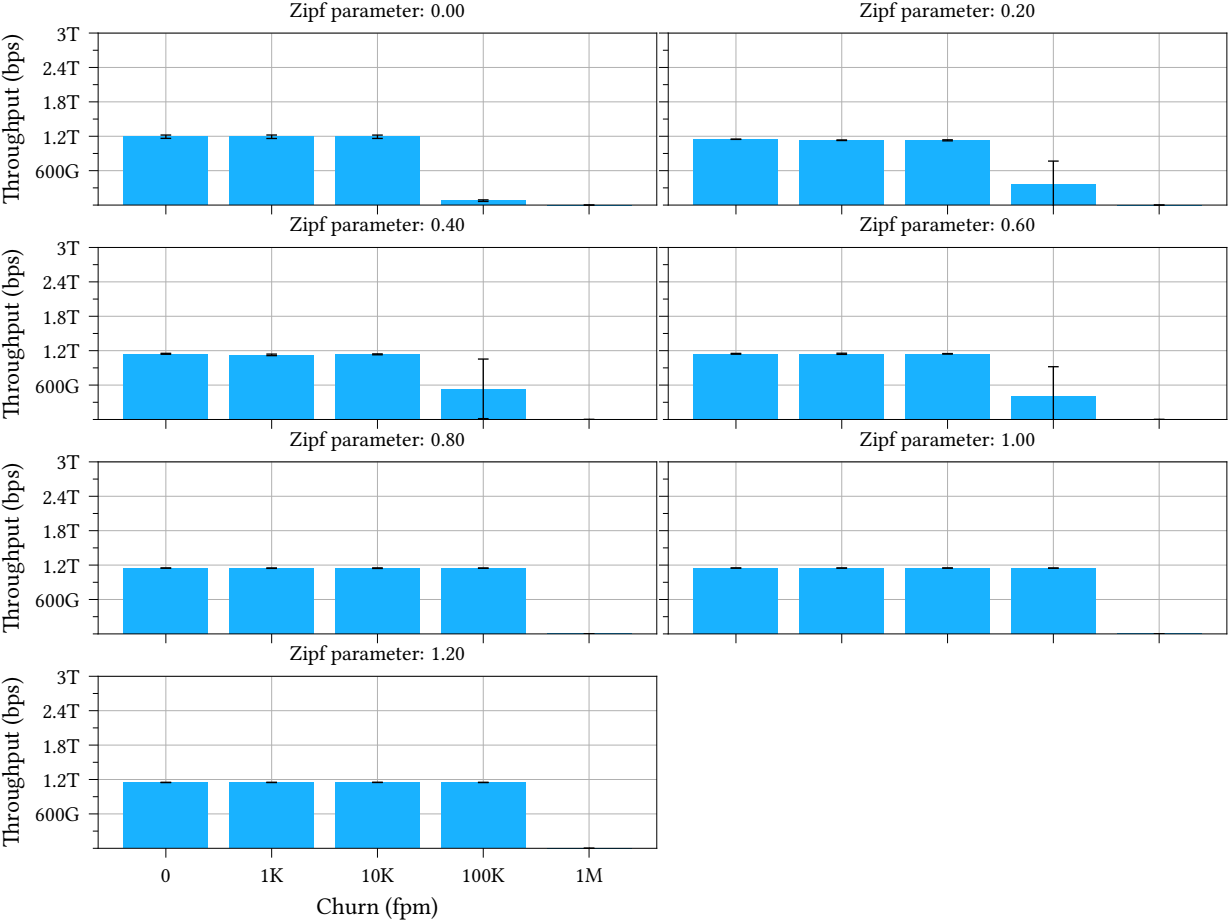 Zipf parameter: 0.00
Zipf parameter: 0.20
Throughput (bps)
3T
2.4T
1.8T
1.2T
600G
Zipf parameter: 0.40
Zipf parameter: 0.60
Throughput (bps)
3T
2.4T
1.8T
1.2T
600G
Zipf parameter: 0.80
Zipf parameter: 1.00
Throughput (bps)
3T
2.4T
1.8T
1.2T
600G
Zipf parameter: 1.20
Throughput (bps)
3T
2.4T
1.8T
1.2T
600G
0 1K 10K 100K 1M
Churn (fpm)